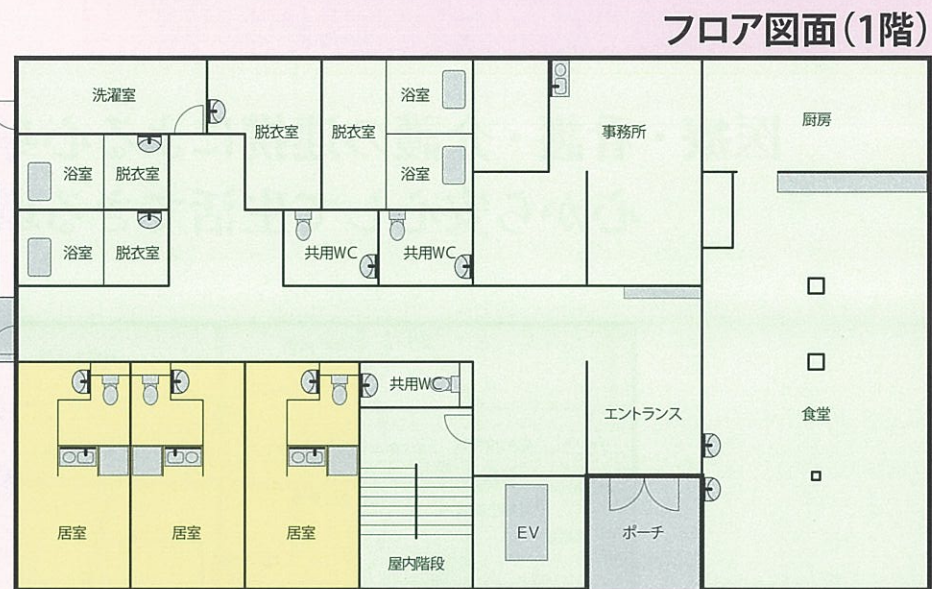 フロア図面（1階）
洗濯室
脱衣室
脱衣室
浴室
事務所
厨房
浴室
脱衣室
浴室
浴室
脱衣室
共用WC
共用WC
共用WC
エントランス
食堂
居室
居室
居室
屋内階段
EV
ポーチ